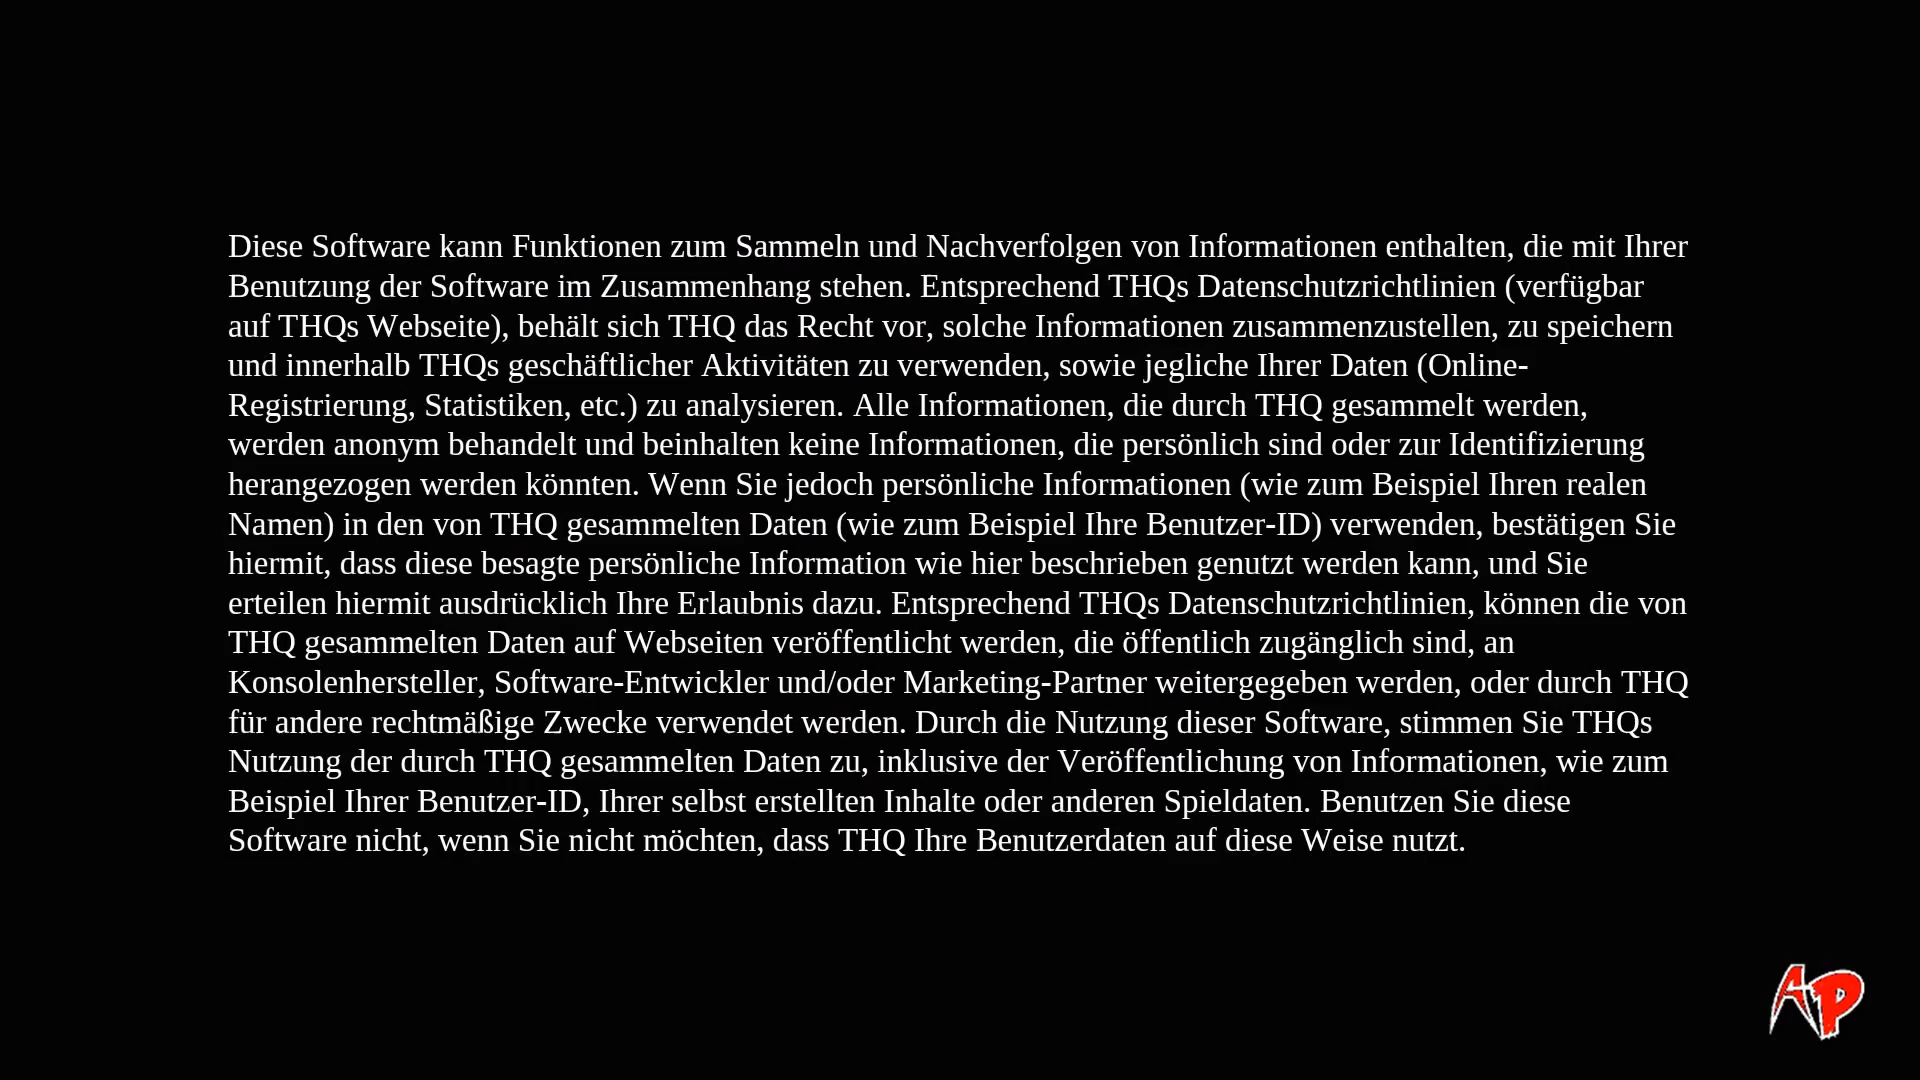 Diese Software kann Funktionen zum Sammeln und Nachverfolgen von Informationen enthalten, die mit Ihrer
Benutzung der Software im Zusammenhang stehen. Entsprechend THQs Datenschutzrichtlinien (verfügbar
auf THQs Webseite), behält sich THQ das Recht vor, solche Informationen zusammenzustellen, zu speichern
und innerhalb THQs geschäftlicher Aktivitäten zu verwenden, sowie jegliche Ihrer Daten (Online-
Registrierung, Statistiken, etc.) zu analysieren. Alle Informationen, die durch THQ gesammelt werden,
werden anonym behandelt und beinhalten keine Informationen, die persönlich sind oder zur Identifizierung
herangezogen werden könnten. Wenn Sie jedoch persönliche Informationen (wie zum Beispiel Ihren realen
Namen) in den von THQ gesammelten Daten (wie zum Beispiel Ihre Benutzer-ID) verwenden, bestätigen Sie
hiermit, dass diese besagte persönliche Information wie hier beschrieben genutzt werden kann, und Sie
erteilen hiermit ausdrücklich Ihre Erlaubnis dazu. Entsprechend THQs Datenschutzrichtlinien, können die von
THQ gesammelten Daten auf Webseiten veröffentlicht werden, die öffentlich zugänglich sind, an
Konsolenhersteller, Software-Entwickler und/oder Marketing-Partner weitergegeben werden, oder durch THQ
für andere rechtmäßige Zwecke verwendet werden. Durch die Nutzung dieser Software, stimmen Sie THQs
Nutzung der durch THQ gesammelten Daten zu, inklusive der Veröffentlichung von Informationen, wie zum
Beispiel Ihrer Benutzer-ID, Ihrer selbst erstellten Inhalte oder anderen Spieldaten. Benutzen Sie diese
Software nicht, wenn Sie nicht möchten, dass THQ Ihre Benutzerdaten auf diese Weise nutzt.
AP